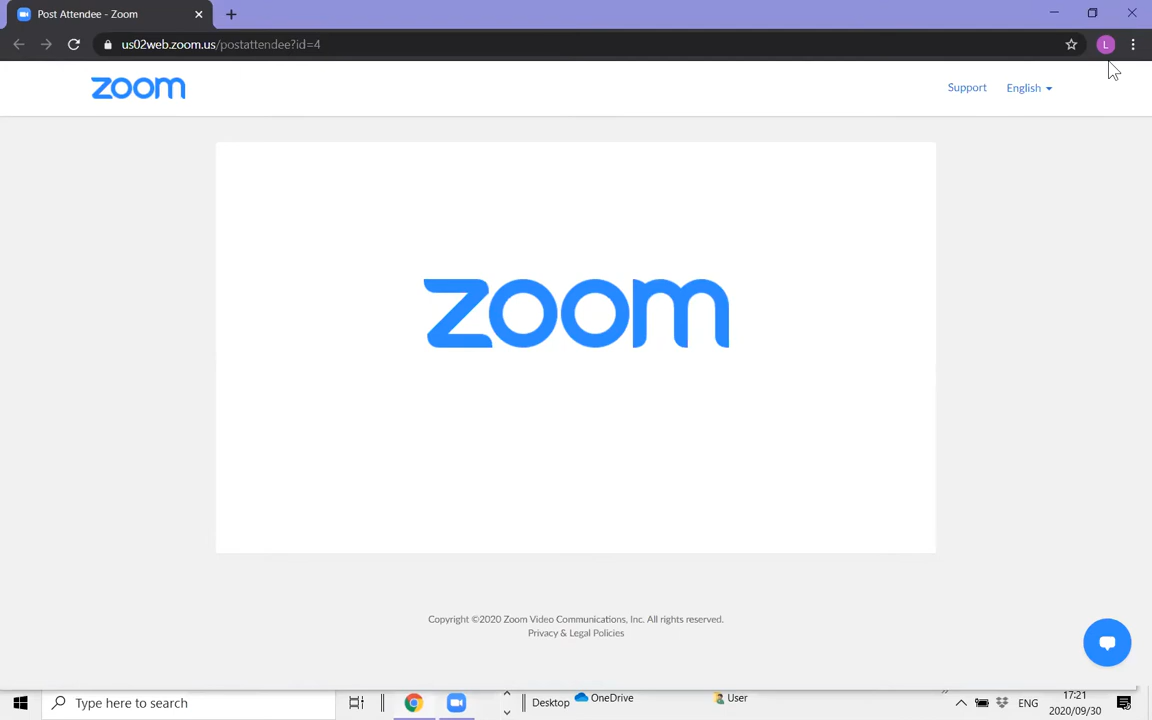 Post Attendee - Zoom
us02web.zoom.us/postattendee?id=4
L
zoom
Support
English
zoom
Copyright ©2020 Zoom Video Communications, Inc. All rights reserved.
Privacy & Legal Policies
Type here to search
Desktop
OneDrive
User
ENG
17:21
2020/09/30